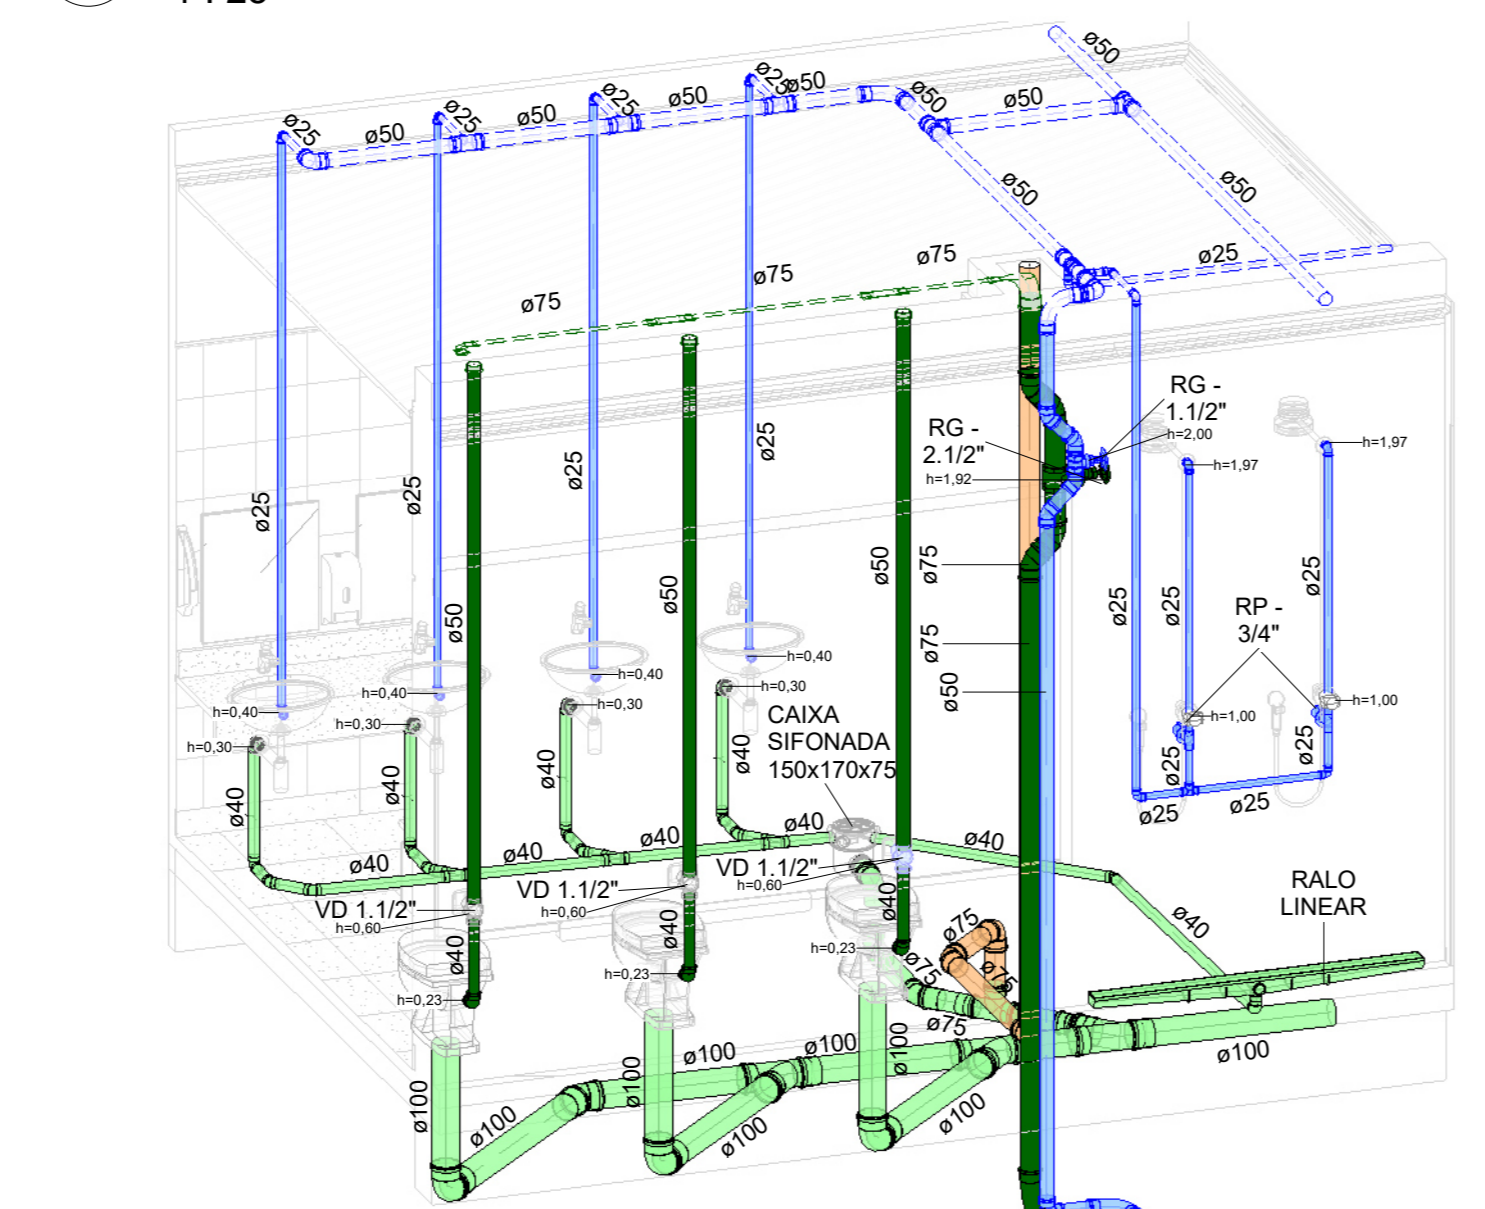 ø50
ø25
ø50
ø25
ø50
ø25
ø50
ø25
ø50
ø50
ø50
ø50
ø50
ø25
ø75
ø75
ø75
RG -
1.1/2"
h=2,00
RG -
2.1/2"
h=1,92
h=1,97
h=1,97
ø25
ø25
ø25
ø25
ø50
ø50
ø50
ø75
ø75
ø50
ø25
ø25
ø25
RP -
3/4"
h=0,40
h=0,40
h=0,40
h=0,40
h=0,30
h=0,30
h=0,30
h=0,30
h=1,00
h=1,00
CAIXA
SIFONADA
150x170x75
ø40
ø40
ø40
ø40
ø25
ø25
ø25
ø25
ø40
ø40
ø40
ø40
ø40
VD 1.1/2"
h=0,60
VD 1.1/2"
h=0,60
VD 1.1/2"
h=0,60
RALO
LINEAR
ø40
ø40
ø40
ø40
h=0,23
h=0,23
h=0,23
ø75
ø75
ø75
ø75
ø100
ø100
ø100
ø100
ø100
ø100
ø100
ø100
ø100